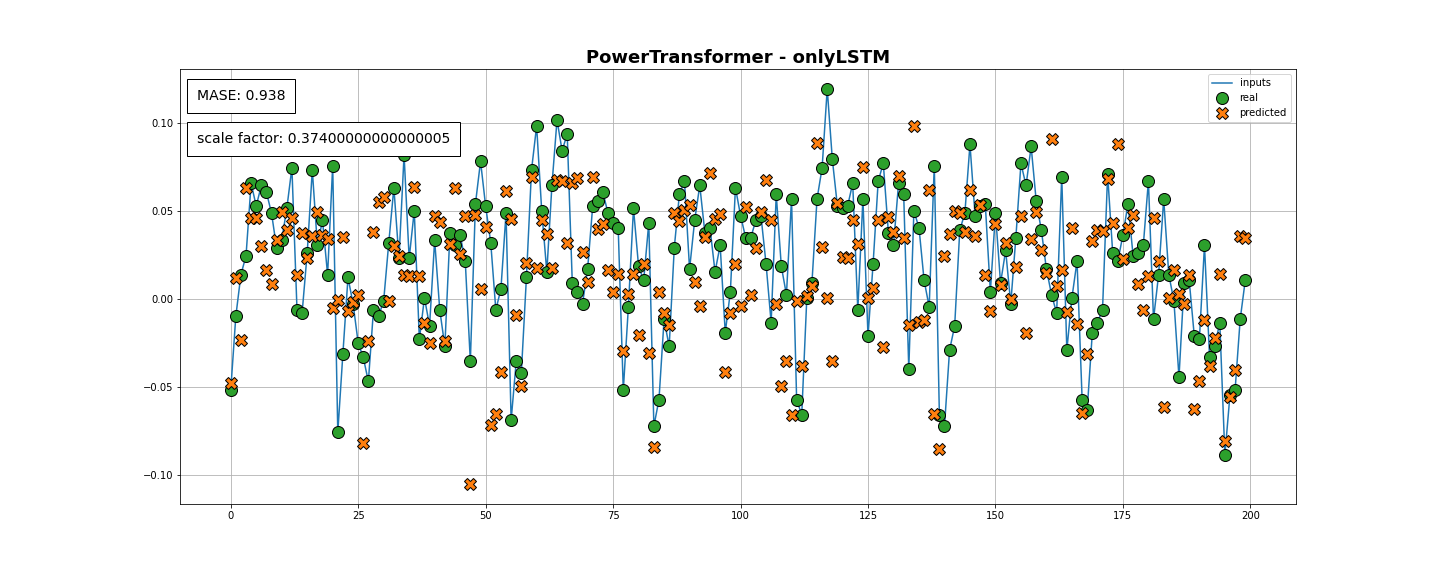 PowerTransformer - onlyLSTM
MASE: 0.938
scale factor: 0.37400000000000005
inputs
real
predicted
0.10
0.05
0.00
−0.05
−0.10
0 25 50 75 100 125 150 175 200